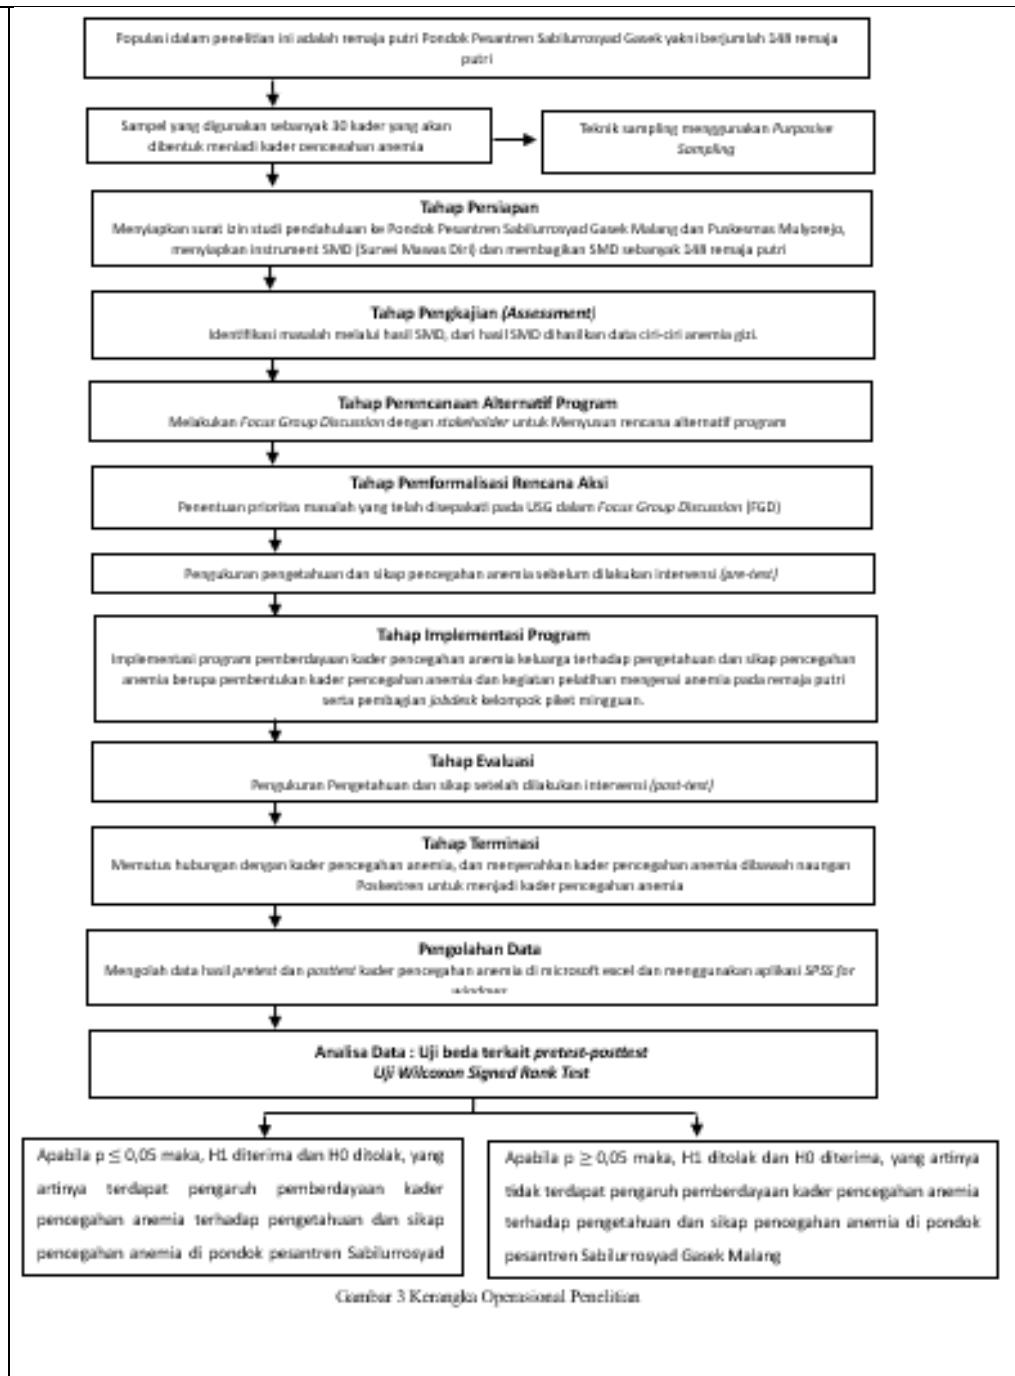 Populasi dalam penelitian ini adalah remaja putri Pondok Pesantren Sabilurrosyad Gasek yakni berjumlah 148 remaja
putri
Sampel yang digunakan sebanyak 30 kader yang akan
dibentuk menjadi kader pencegahan anemia
Teknik sampling menggunakan Purposive
Sampling
Tahap Persiapan
Menyiapkan surat izin studi pendahuluan ke Pondok Pesantren Sabilurrosyad Gasek Malang dan Puskesmas Mulyorejo,
menyiapkan instrument SMD (Survei Mawas Diri) dan membagikan SMD sebanyak 148 remaja putri
Tahap Pengkajian (Assessment)
Identifikasi masalah melalui hasil SMD, dari hasil SMD dihasilkan data ciri-ciri anemia gizi.
Tahap Perencanaan Alternatif Program
Melakukan Focus Group Discussion dengan stakeholder untuk Menyusun rencana alternatif program
Tahap Pemformalisasi Rencana Aksi
Penentuan prioritas masalah yang telah disepakati pada USG dalam Focus Group Discussion (FGD)
Pengukuran pengetahuan dan sikap pencegahan anemia sebelum dilakukan intervensi (pre-test)
Tahap Implementasi Program
Implementasi program pemberdayaan kader pencegahan anemia keluarga terhadap pengetahuan dan sikap pencegahan
anemia berupa pembentukan kader pencegahan anemia dan kegiatan pelatihan mengenai anemia pada remaja putri
serta pembagian jobdesk kelompok piket mingguan.
Tahap Evaluasi
Pengukuran Pengetahuan dan sikap setelah dilakukan intervensi (post-test)
Tahap Terminasi
Memutus hubungan dengan kader pencegahan anemia, dan menyerahkan kader pencegahan anemia dibawah naungan
Poskestren untuk menjadi kader pencegahan anemia
Pengolahan Data
Mengolah data hasil pretest dan posttest kader pencegahan anemia di microsoft excel dan menggunakan aplikasi SPSS for
windows
Analisa Data : Uji beda terkait pretest-posttest
Uji Wilcoxon Signed Rank Test
Apabila p ≤ 0,05 maka, H1 diterima dan H0 ditolak, yang
artinya terdapat pengaruh pemberdayaan kader
pencegahan anemia terhadap pengetahuan dan sikap
pencegahan anemia di pondok pesantren Sabilurrosyad
Apabila p ≥ 0,05 maka, H1 ditolak dan H0 diterima, yang artinya
tidak terdapat pengaruh pemberdayaan kader pencegahan anemia
terhadap pengetahuan dan sikap pencegahan anemia di pondok
pesantren Sabilurrosyad Gasek Malang
Gambar 3 Kerangka Operasional Penelitian